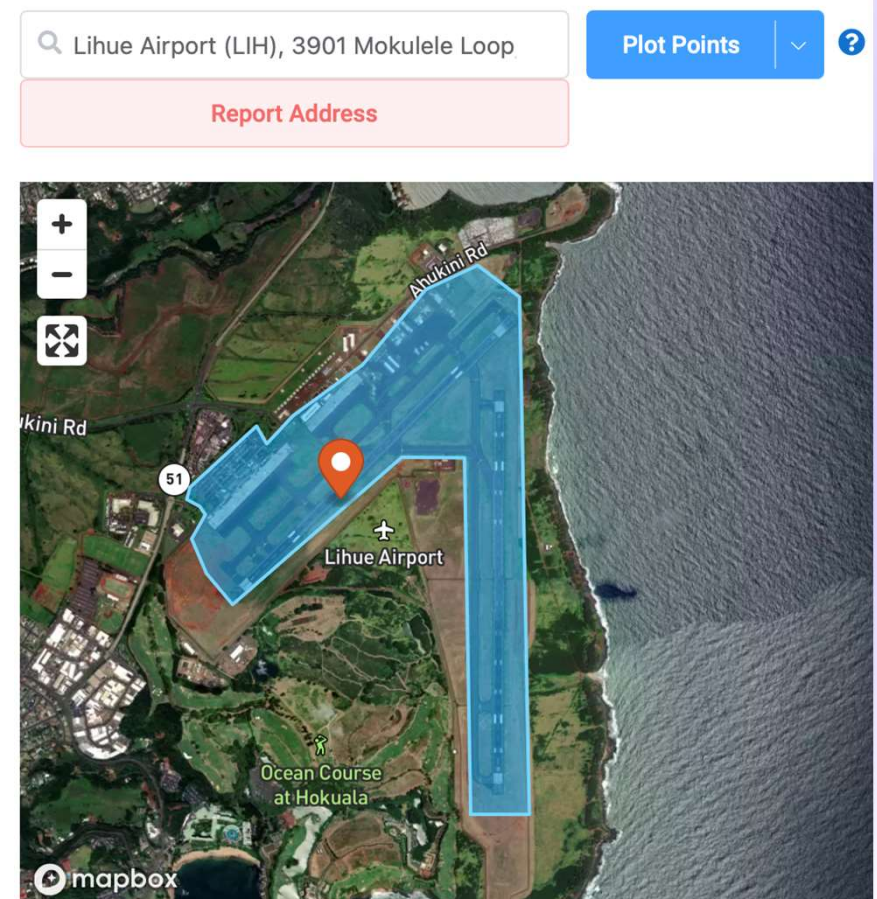 Lihue Airport (LIH), 3901 Mokulele Loop
Plot Points
?
Report Address
+
−
Ahukini Rd
kini Rd
51
Lihue Airport
Ocean Course
at Hokuala
mapbox